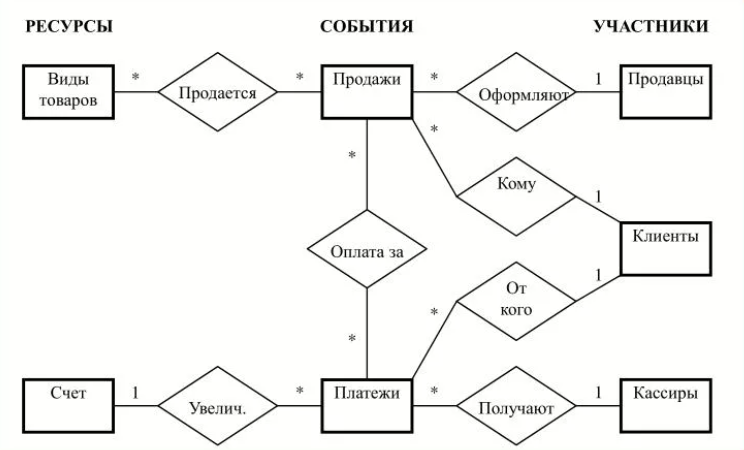 РЕСУРСЫ СОБЫТИЯ УЧАСТНИКИ
Виды
товаров
*
Продается
*
Продажи
*
Оформляют
1
Продавцы
*
*
Кому
1
Клиенты
Оплата за
1
От
кого
*
*
Счет
1
Увелич.
*
Платежи
*
Получают
1
Кассиры